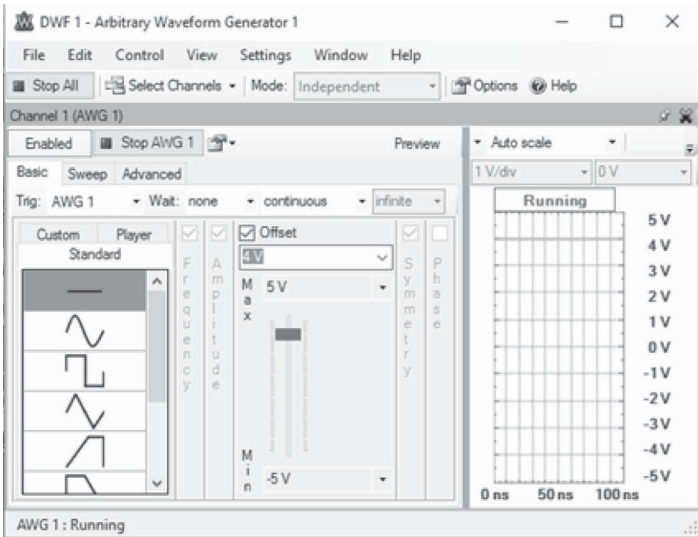 DWF 1 - Arbitrary Waveform Generator 1
File Edit Control View Settings Window Help
Stop All Select Channels Mode: Independent Options Help
Channel 1 (AWG 1)
Enabled Stop AWG 1 Preview Auto scale
Basic Sweep Advanced 1 V/div 0 V
Trig: AWG 1 Wait: none continuous infinite Running
Custom Player
Standard
Frequency
Amplitude
Offset
4 V
Max 5 V
Min -5 V
Symmetry
Phase
5 V
4 V
3 V
2 V
1 V
0 V
-1 V
-2 V
-3 V
-4 V
-5 V
0 ns 50 ns 100 ns
AWG 1 : Running